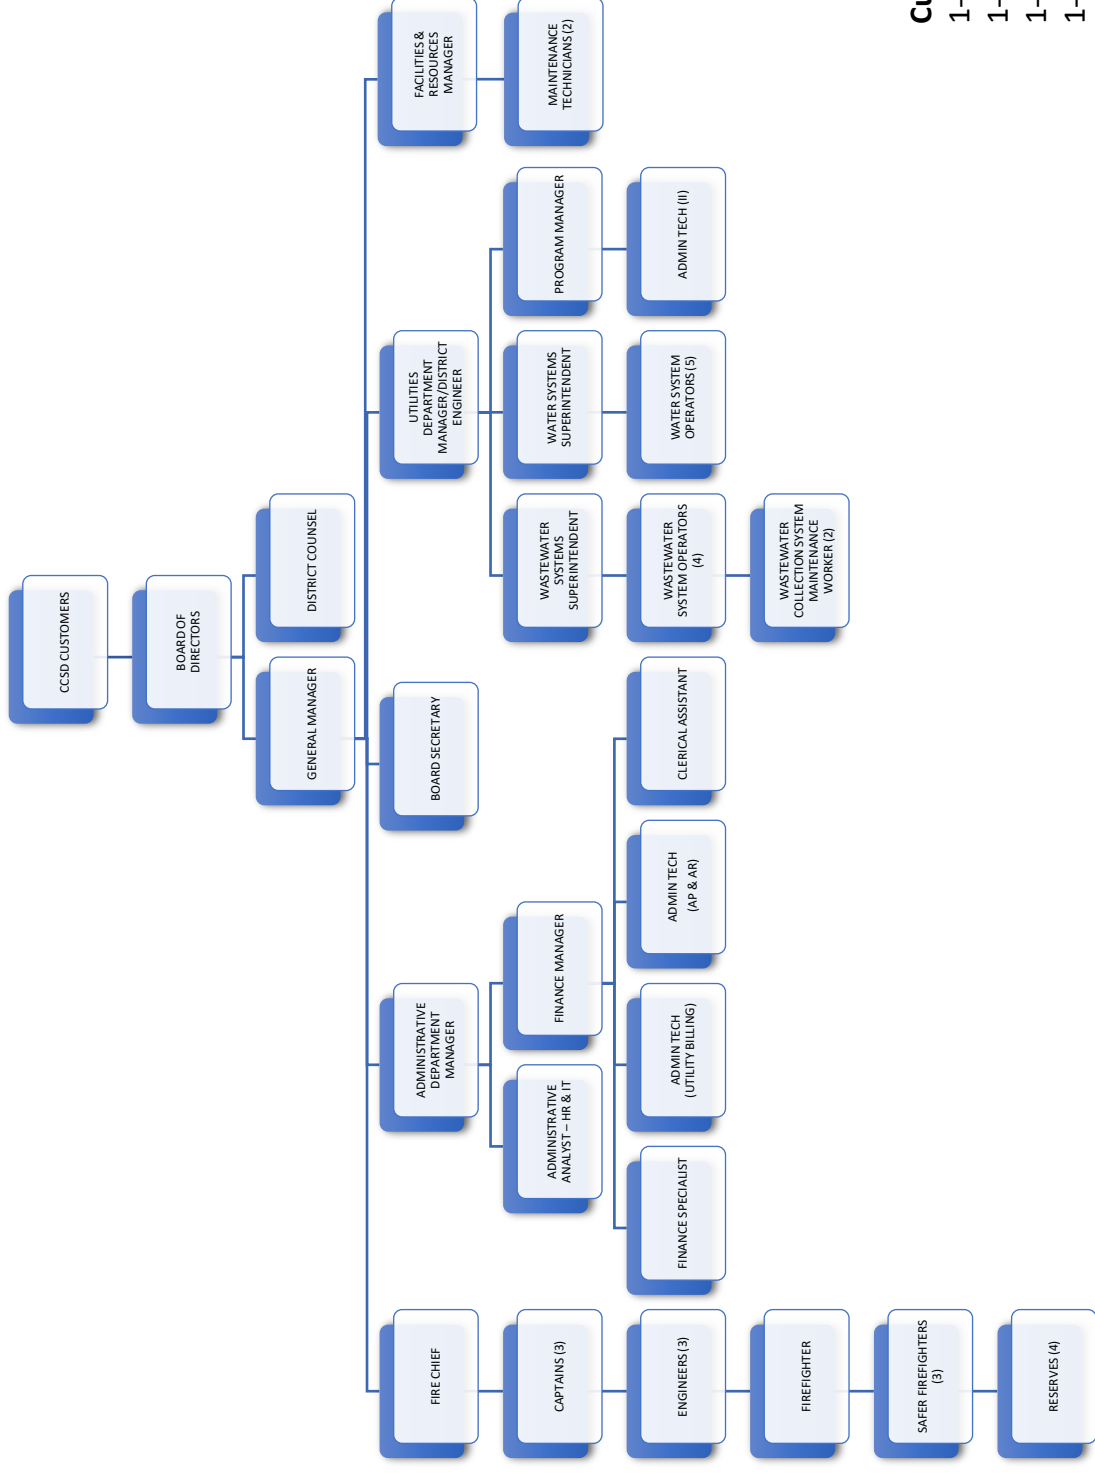 CCSD CUSTOMERS
BOARD OF
DIRECTORS
GENERAL MANAGER
DISTRICT COUNSEL
FIRE CHIEF
CAPTAINS (3)
ENGINEERS (3)
FIREFIGHTER
SAFER FIREFIGHTERS
(3)
RESERVES (4)
ADMINISTRATIVE
DEPARTMENT
MANAGER
ADMINISTRATIVE
ANALYST – HR & IT
FINANCE MANAGER
FINANCE SPECIALIST
ADMIN TECH
(UTILITY BILLING)
ADMIN TECH
(AP & AR)
CLERICAL ASSISTANT
BOARD SECRETARY
UTILITIES
DEPARTMENT
MANAGER/DISTRICT
ENGINEER
WASTEWATER
SYSTEMS
SUPERINTENDENT
WASTEWATER
SYSTEM OPERATORS
(4)
WASTEWATER
COLLECTION SYSTEM
MAINTENANCE
WORKER (2)
WATER SYSTEMS
SUPERINTENDENT
WATER SYSTEM
OPERATORS (5)
PROGRAM MANAGER
ADMIN TECH (II)
FACILITIES &
RESOURCES
MANAGER
MAINTENANCE
TECHNICIANS (2)
1-
1-
1-
1-